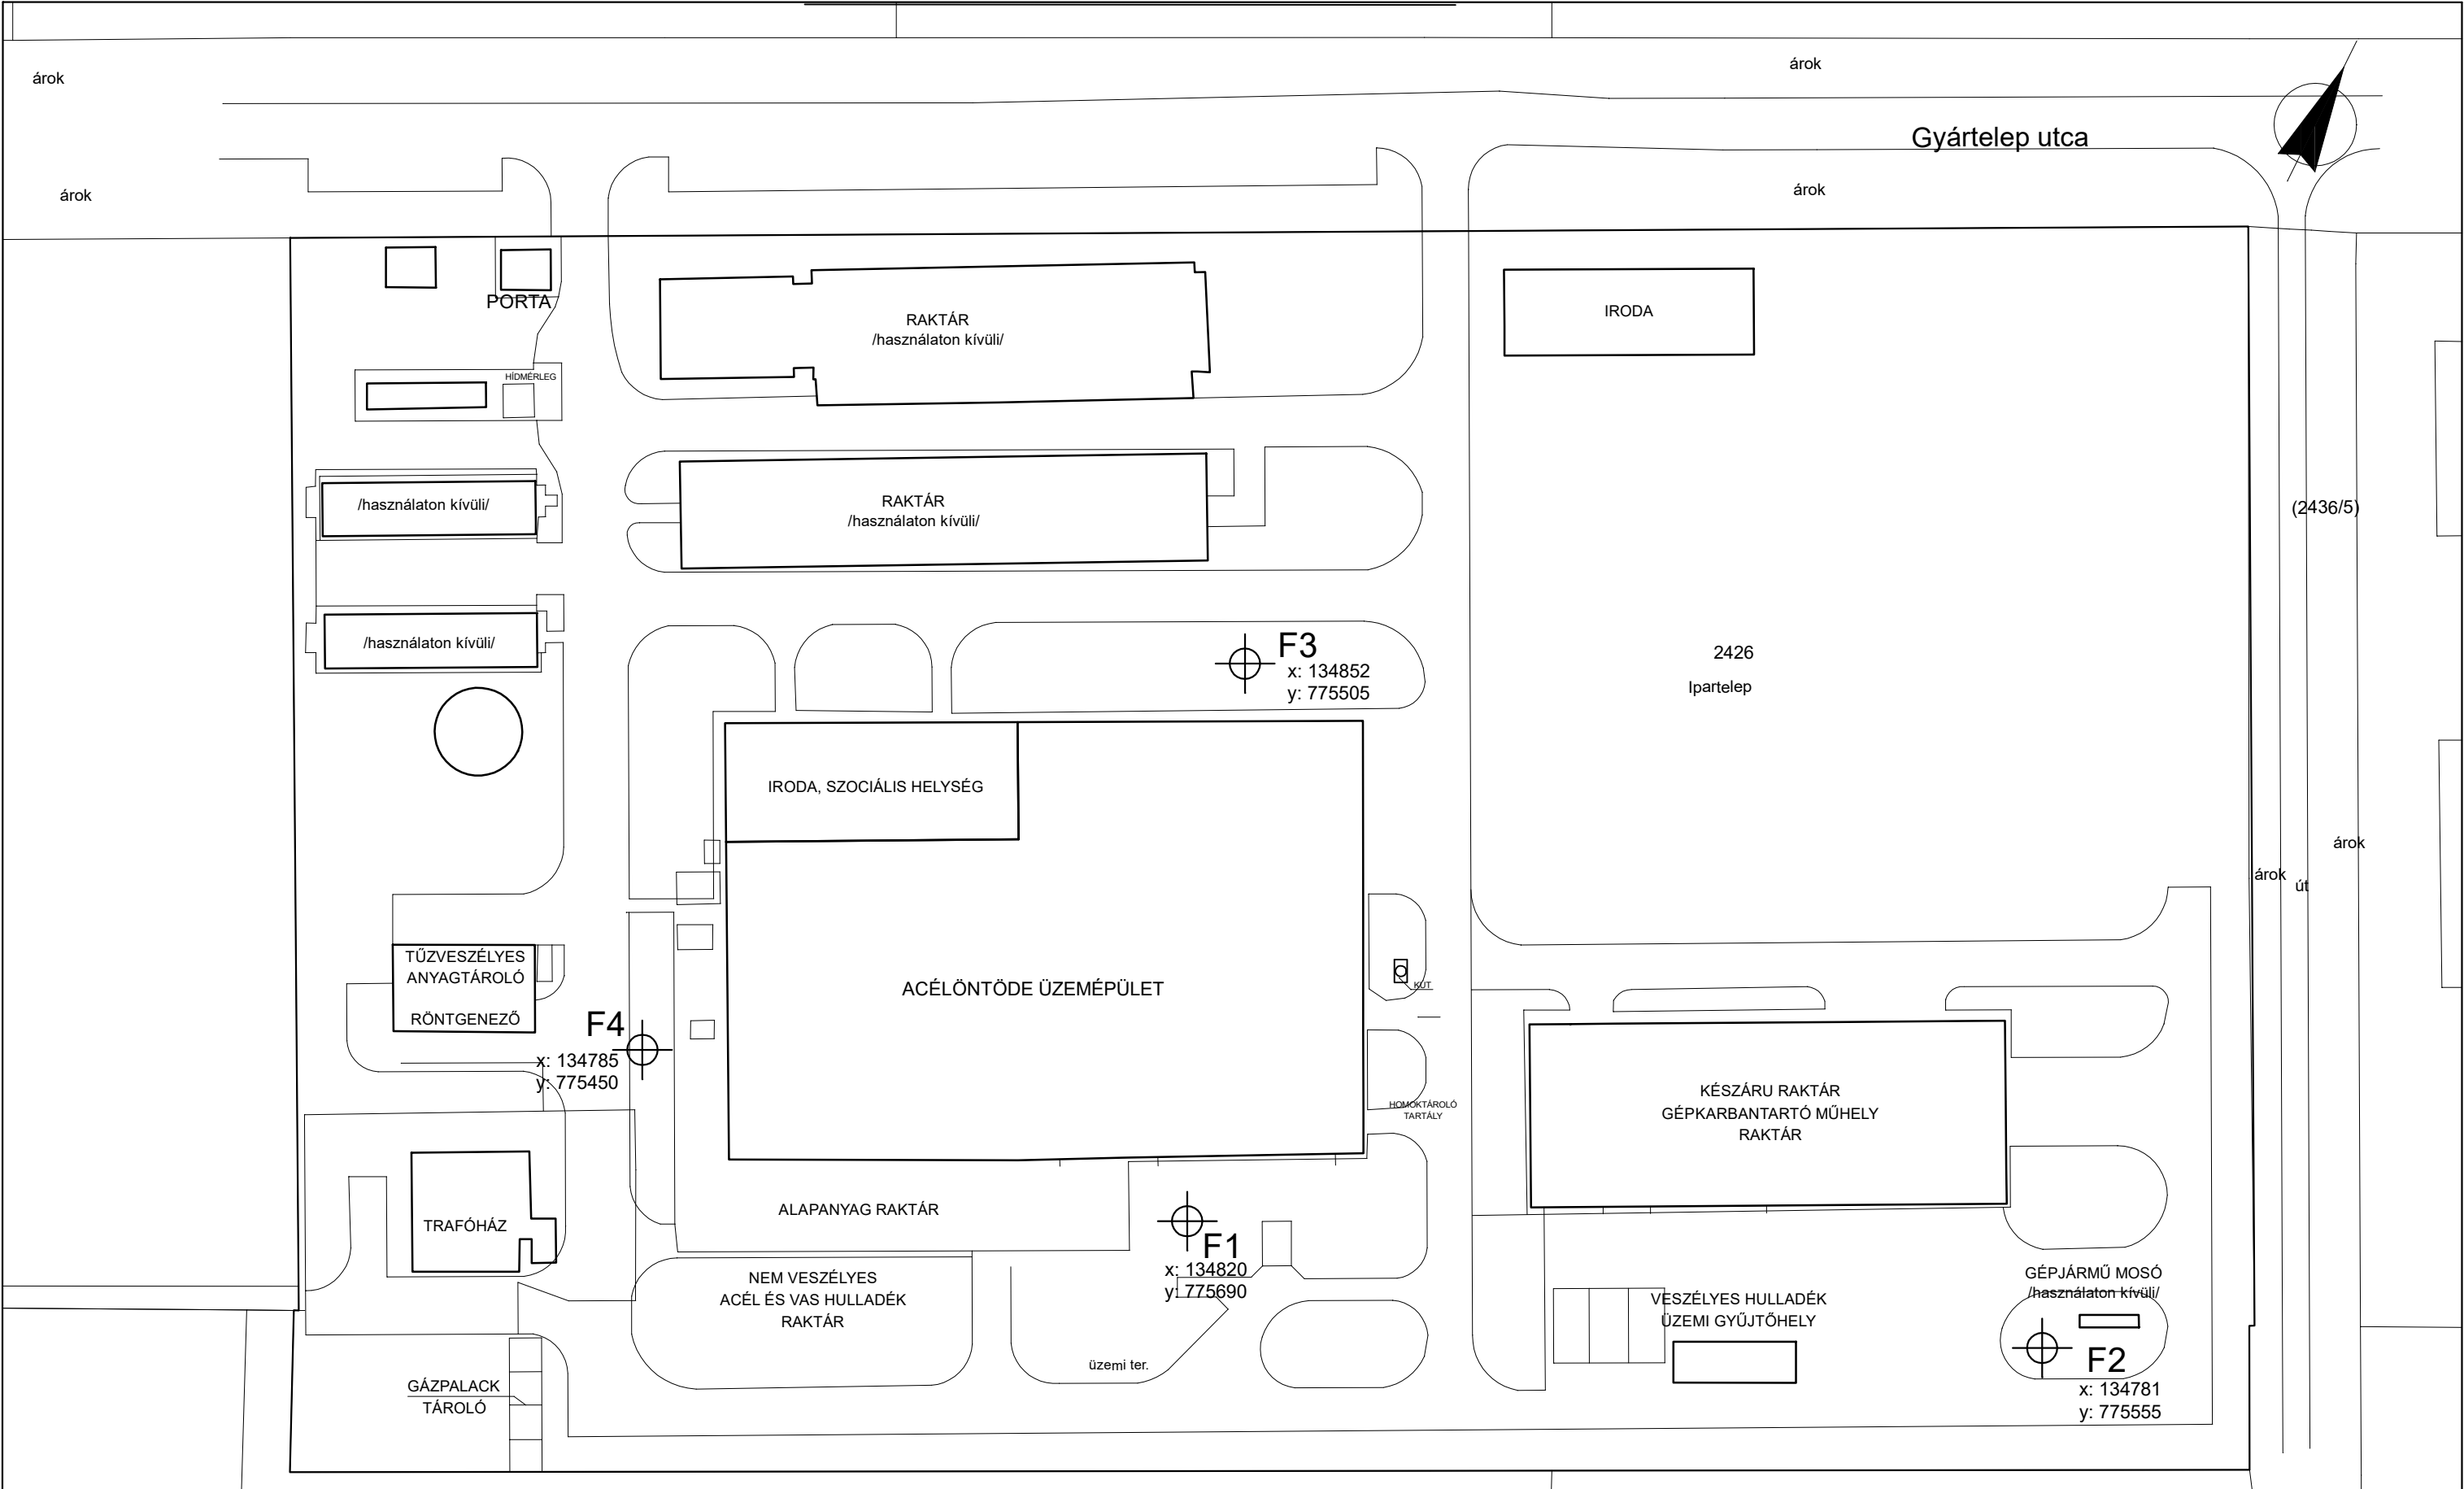 árok
árok
Gyártelep utca
árok
árok
PORTA
RAKTÁR
/használaton kívüli/
IRODA
HÍDMÉRLEG
/használaton kívüli/
RAKTÁR
/használaton kívüli/
(2436/5)
/használaton kívüli/
F3
x: 134852
y: 775505
2426
Ipartelep
IRODA, SZOCIÁLIS HELYSÉG
árok
árok
út
TŰZVESZÉLYES
ANYAGTÁROLÓ
RÖNTGENEZŐ
ACÉLÖNTÖDE ÜZEMÉPÜLET
KÚT
F4
x: 134785
y: 775450
HOMOKTÁROLÓ
TARTÁLY
KÉSZÁRU RAKTÁR
GÉPKARBANTARTÓ MŰHELY
RAKTÁR
TRAFÓHÁZ
ALAPANYAG RAKTÁR
F1
x: 134820
y: 775690
NEM VESZÉLYES
ACÉL ÉS VAS HULLADÉK
RAKTÁR
VESZÉLYES HULLADÉK
ÜZEMI GYŰJTŐHELY
GÉPJÁRMŰ MOSÓ
/használaton kívüli/
üzemi ter.
F2
x: 134781
y: 775555
GÁZPALACK
TÁROLÓ